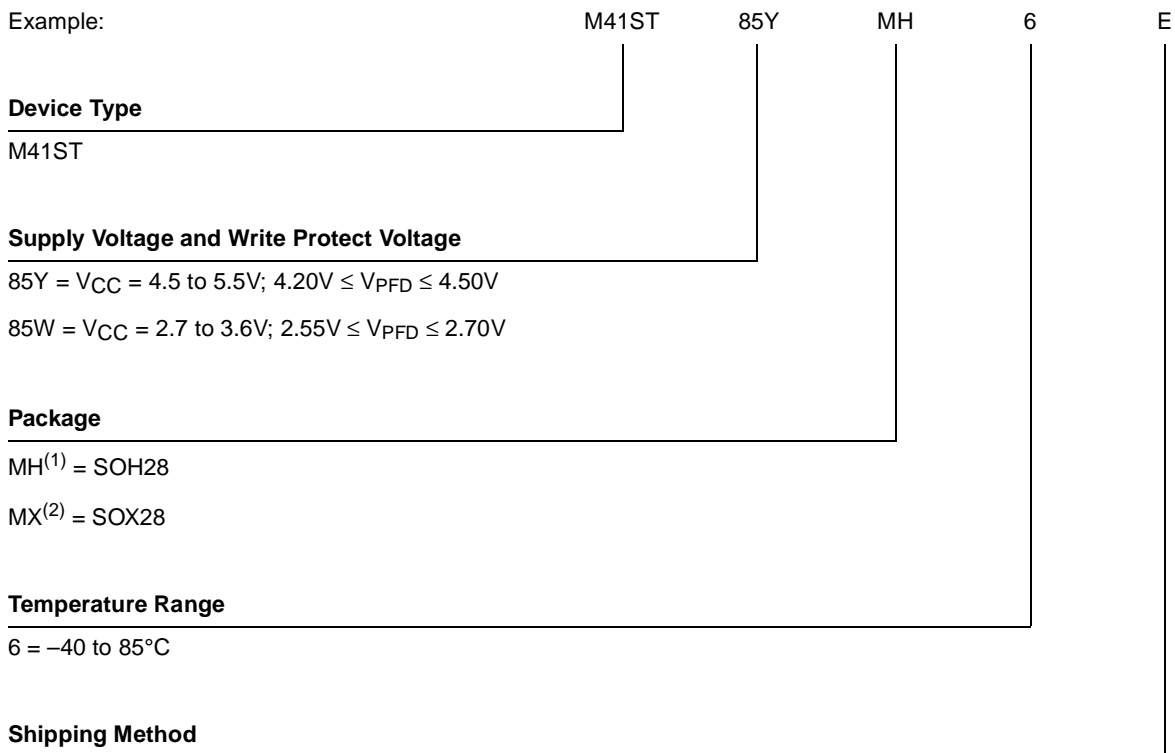 Example: M41ST 85Y MH 6 E
Device Type
M41ST
Supply Voltage and Write Protect Voltage
85Y = VCC = 4.5 to 5.5V; 4.20V ≤ VPFD ≤ 4.50V
85W = VCC = 2.7 to 3.6V; 2.55V ≤ VPFD ≤ 2.70V
Package
MH(1) = SOH28
MX(2) = SOX28
Temperature Range
6 = –40 to 85°C
Shipping Method